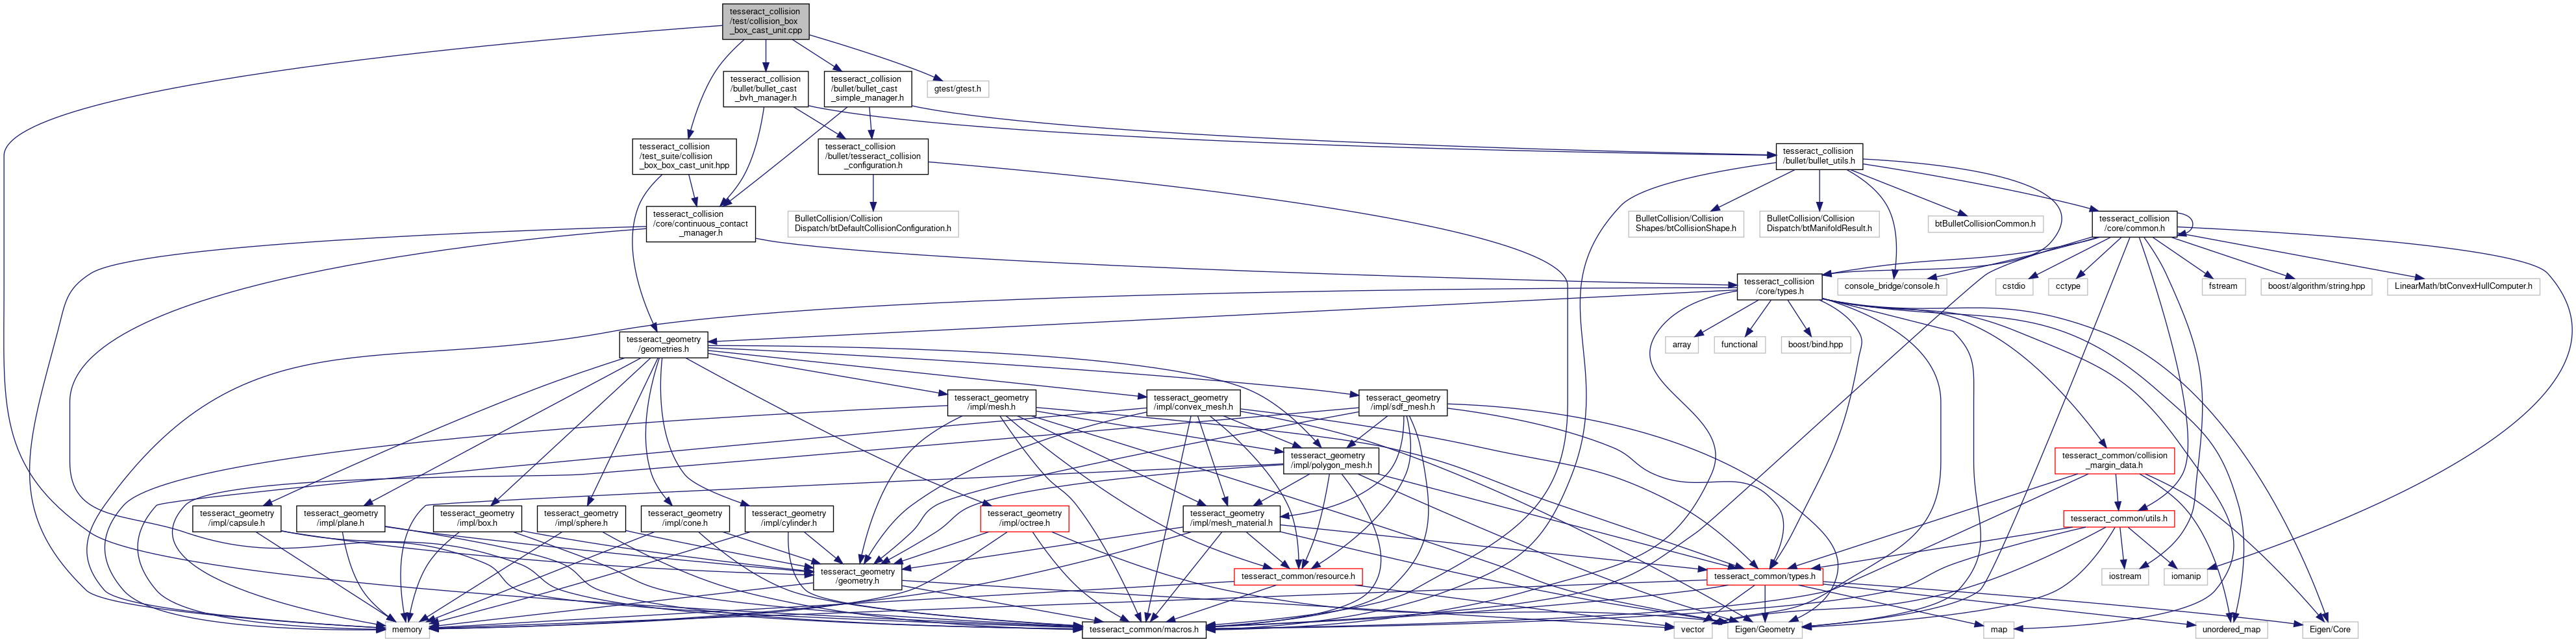 tesseract_collision
/test/collision_box
_box_cast_unit.cpp
tesseract_collision
/bullet/bullet_cast
_bvh_manager.h
tesseract_collision
/bullet/bullet_cast
_simple_manager.h
gtest/gtest.h
tesseract_collision
/test_suite/collision
_box_box_cast_unit.hpp
tesseract_collision
/bullet/tesseract_collision
_configuration.h
tesseract_collision
/bullet/bullet_utils.h
tesseract_collision
/core/continuous_contact
_manager.h
BulletCollision/Collision
Dispatch/btDefaultCollisionConfiguration.h
BulletCollision/Collision
Shapes/btCollisionShape.h
BulletCollision/Collision
Dispatch/btManifoldResult.h
btBulletCollisionCommon.h
tesseract_collision
/core/common.h
tesseract_collision
/core/types.h
console_bridge/console.h
cstdio
cctype
fstream
boost/algorithm/string.hpp
LinearMath/btConvexHullComputer.h
tesseract_geometry
/geometries.h
array
functional
boost/bind.hpp
tesseract_geometry
/impl/mesh.h
tesseract_geometry
/impl/convex_mesh.h
tesseract_geometry
/impl/sdf_mesh.h
tesseract_geometry
/impl/polygon_mesh.h
tesseract_common/collision
_margin_data.h
tesseract_geometry
/impl/capsule.h
tesseract_geometry
/impl/plane.h
tesseract_geometry
/impl/box.h
tesseract_geometry
/impl/sphere.h
tesseract_geometry
/impl/cone.h
tesseract_geometry
/impl/cylinder.h
tesseract_geometry
/impl/octree.h
tesseract_geometry
/impl/mesh_material.h
tesseract_common/utils.h
tesseract_geometry
/geometry.h
tesseract_common/resource.h
tesseract_common/types.h
iostream
iomanip
memory
tesseract_common/macros.h
vector
Eigen/Geometry
map
unordered_map
Eigen/Core